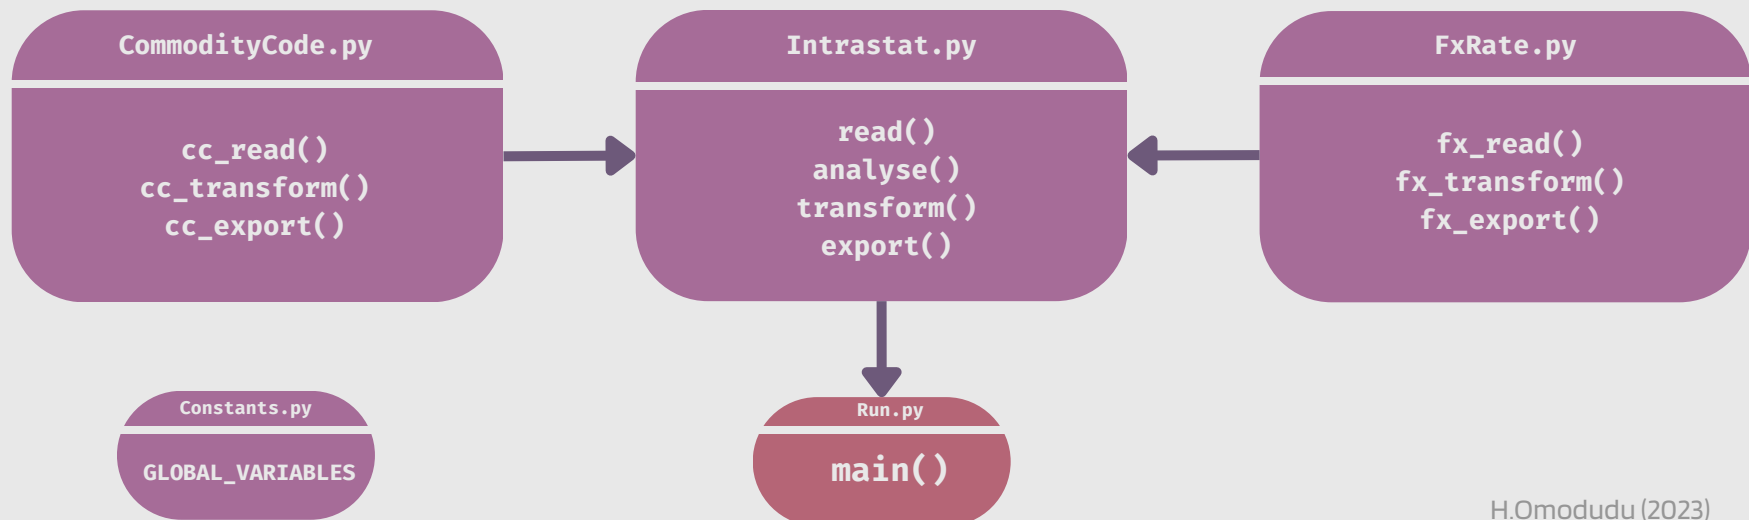 CommodityCode.py
cc_read()
cc_transform()
cc_export()
Intrastat.py
read()
analyse()
transform()
export()
FxRate.py
fx_read()
fx_transform()
fx_export()
Constants.py
GLOBAL_VARIABLES
Run.py
main()
H.Omodudu (2023)